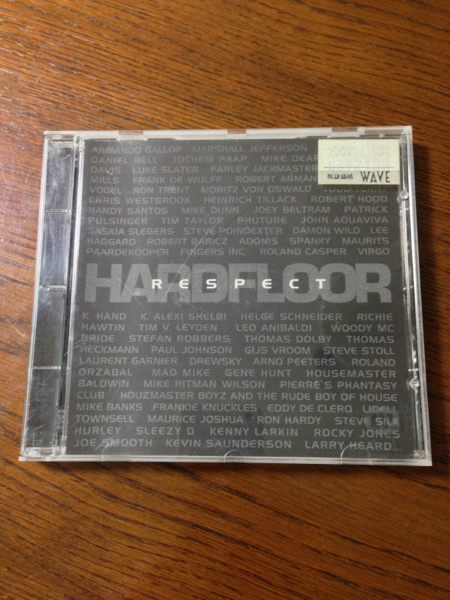 ARMANDO GALLOP, MARSHALL JEFFERSON,
DANIEL BELL, JOCHEM PAAP, MIKE DEAR
DAVIS, LUKE SLATER, FARLEY JACKMASTER
MILLS, FRANK DE WULFF, ROBERT ARMAN
VOGEL, RON TRENT, MORITZ VON OSWALD,
税抜価格 WAVE
CHRIS WESTBROOK, HEINRICH TILLACK, ROBERT HOOD,
HARDY SANTOS, MIKE DUNN, JOEY BELTRAM, PATRICK
PULSINGER, TIM TAYLOR, PHUTURE, JOHN AQUAVIVA,
SASKIA SLEGERS, STEVE POINDEXTER, DAMON WILD, LEE
HAGGARD, ROBERT BABICZ, ADONIS, SPANKY, MAURITS
PAARDEKOOPER, FINGERS INC., ROLAND CASPER, VIRGO,
HARDFLOOR
RESPECT
K. HAND, K. ALEXI SHELBI, HELGE SCHNEIDER, RICHIE
HAWTIN, TIM V. LEYDEN, LEO ANIBALDI, WOODY MC
BRIDE, STEFAN ROBBERS, THOMAS DOLBY, THOMAS
HECKMANN, PAUL JOHNSON, GIJS VROOM, STEVE STOLL,
LAURENT GARNER, DREWSKY, ARNO PEETERS, ROLAND
ORZABAL, MAD MIKE, GENE HUNT, HOUSEMASTER
BALDWIN, MIKE HITMAN WILSON, PIERRE'S PHANTASY
CLUB, HOUZMASTER BOYZ AND THE RUDE BOY OF HOUSE,
MIKE BANKS, FRANKIE KNUCKLES, EDDY DE CLERQ, LIDELL
TOWNSELL, MAURICE JOSHUA, RON HARDY, STEVE SILK
HURLEY, SLEEZY D, KENNY LARKIN, ROCKY JONES,
JOE SMOOTH, KEVIN SAUNDERSON, LARRY HEARD...